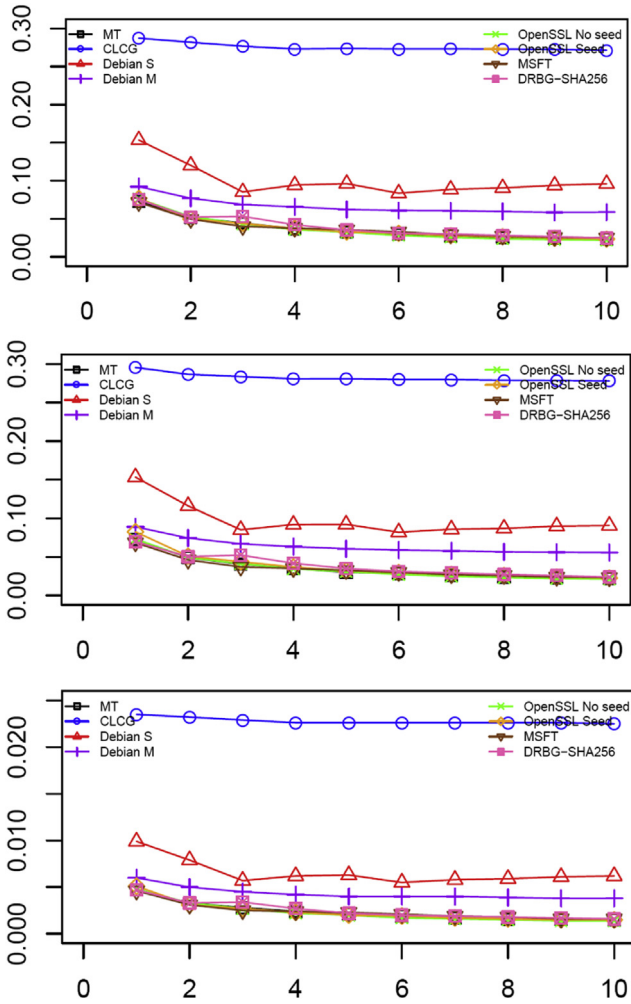 0.30
0.20
0.10
0.00
MT
CLCG
Debian S
Debian M
OpenSSL No seed
OpenSSL Seed
MSFT
DRBG-SHA256
0 2 4 6 8 10
0.30
0.20
0.10
0.00
MT
CLCG
Debian S
Debian M
OpenSSL No seed
OpenSSL Seed
MSFT
DRBG-SHA256
0 2 4 6 8 10
0.020
0.010
0.000
MT
CLCG
Debian S
Debian M
OpenSSL No seed
OpenSSL Seed
MSFT
DRBG-SHA256
0 2 4 6 8 10